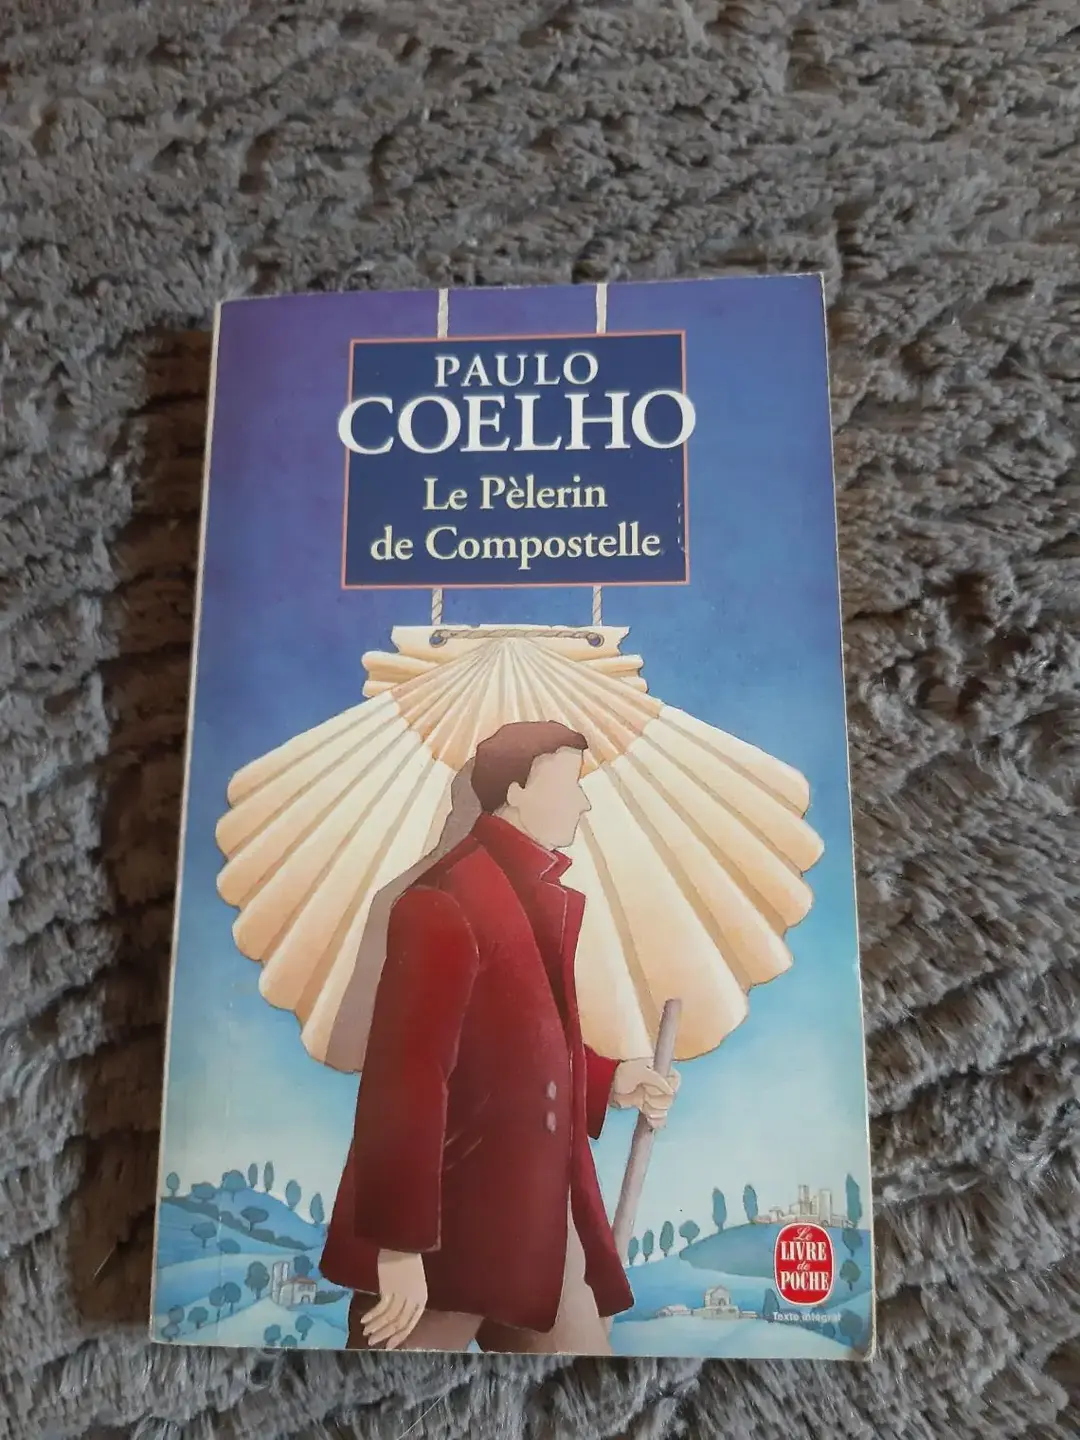 PAULO
COELHO
Le Pèlerin
de Compostelle
Le
LIVRE
de
POCHE
Texte intégral